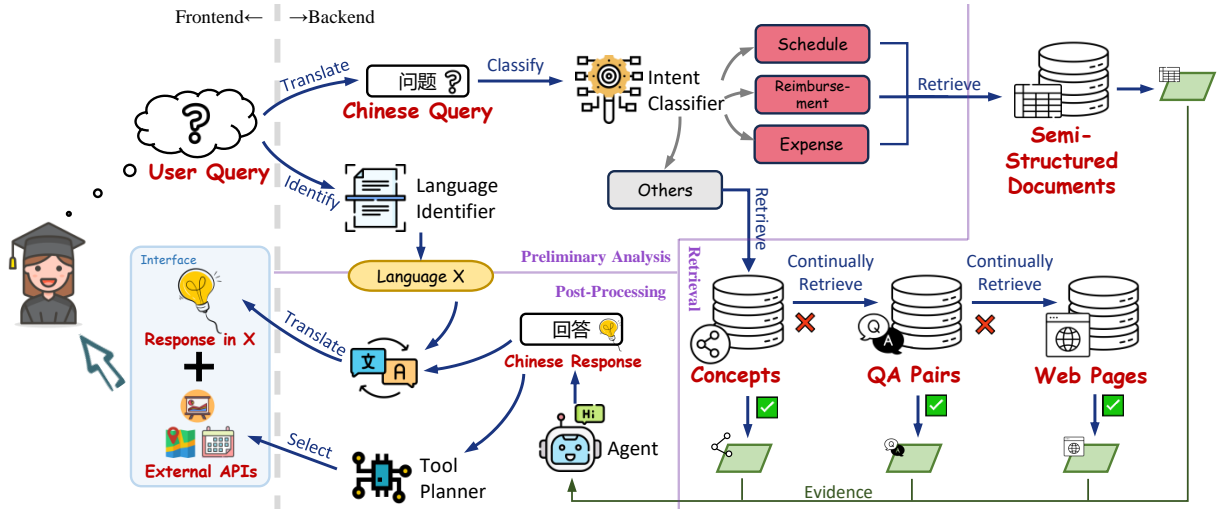 Frontend← →Backend
Translate
问题?
Chinese Query
Classify
Intent
Classifier
Schedule
Reimburse-
ment
Expense
Others
Retrieve
Semi-
Structured
Documents
?
User Query
Identify
Language
Identifier
Language X
Preliminary Analysis
Post-Processing
Retrieval
Retrieve
Interface
Response in X
+
External APIs
Translate
文 A
回答
Chinese Response
Hi
Agent
Select
Tool
Planner
Concepts
Continually
Retrieve
Q
A
QA Pairs
Continually
Retrieve
Web Pages
Q
A
Evidence